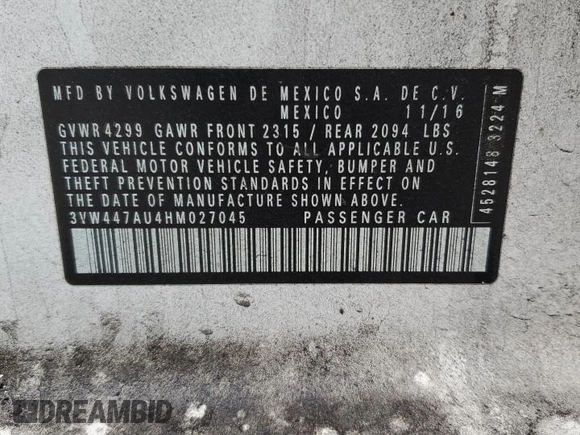 MFD BY VOLKSWAGEN DE MEXICO S.A. DE C.V.
MEXICO 11/16
GVWR 4299 GAWR FRONT 2315 / REAR 2094 LBS
THIS VEHICLE CONFORMS TO ALL APPLICABLE U.S.
FEDERAL MOTOR VEHICLE SAFETY, BUMPER AND
THEFT PREVENTION STANDARDS IN EFFECT ON
THE DATE OF MANUFACTURE SHOWN ABOVE.
3VW447AU4HM027045 PASSENGER CAR
4528148 3224 M
DREAMBID